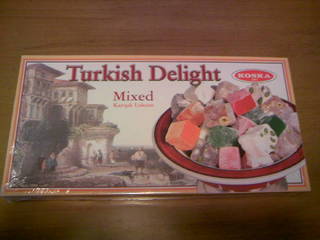 Turkish Delight
KOSKA
Mixed
Karışık Lokum